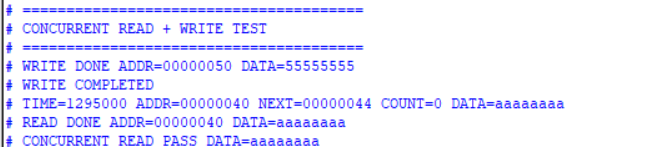 # =======================================
# CONCURRENT READ + WRITE TEST
# =======================================
# WRITE DONE ADDR=00000050 DATA=55555555
# WRITE COMPLETED
# TIME=1295000 ADDR=00000040 NEXT=00000044 COUNT=0 DATA=aaaaaaaa
# READ DONE ADDR=00000040 DATA=aaaaaaaa
# CONCURRENT READ PASS DATA=aaaaaaaa